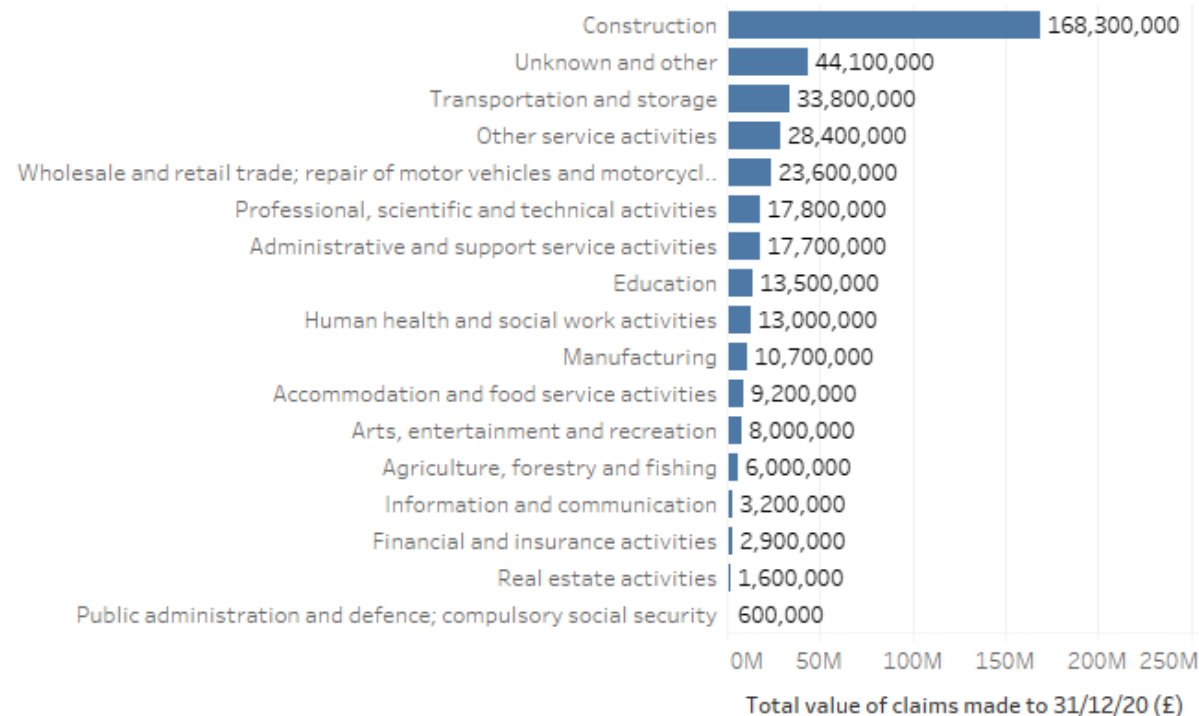 Construction 168,300,000
Unknown and other 44,100,000
Transportation and storage 33,800,000
Other service activities 28,400,000
Wholesale and retail trade; repair of motor vehicles and motorcycl.. 23,600,000
Professional, scientific and technical activities 17,800,000
Administrative and support service activities 17,700,000
Education 13,500,000
Human health and social work activities 13,000,000
Manufacturing 10,700,000
Accommodation and food service activities 9,200,000
Arts, entertainment and recreation 8,000,000
Agriculture, forestry and fishing 6,000,000
Information and communication 3,200,000
Financial and insurance activities 2,900,000
Real estate activities 1,600,000
Public administration and defence; compulsory social security 600,000
0M 50M 100M 150M 200M 250M
Total value of claims made to 31/12/20 (£)